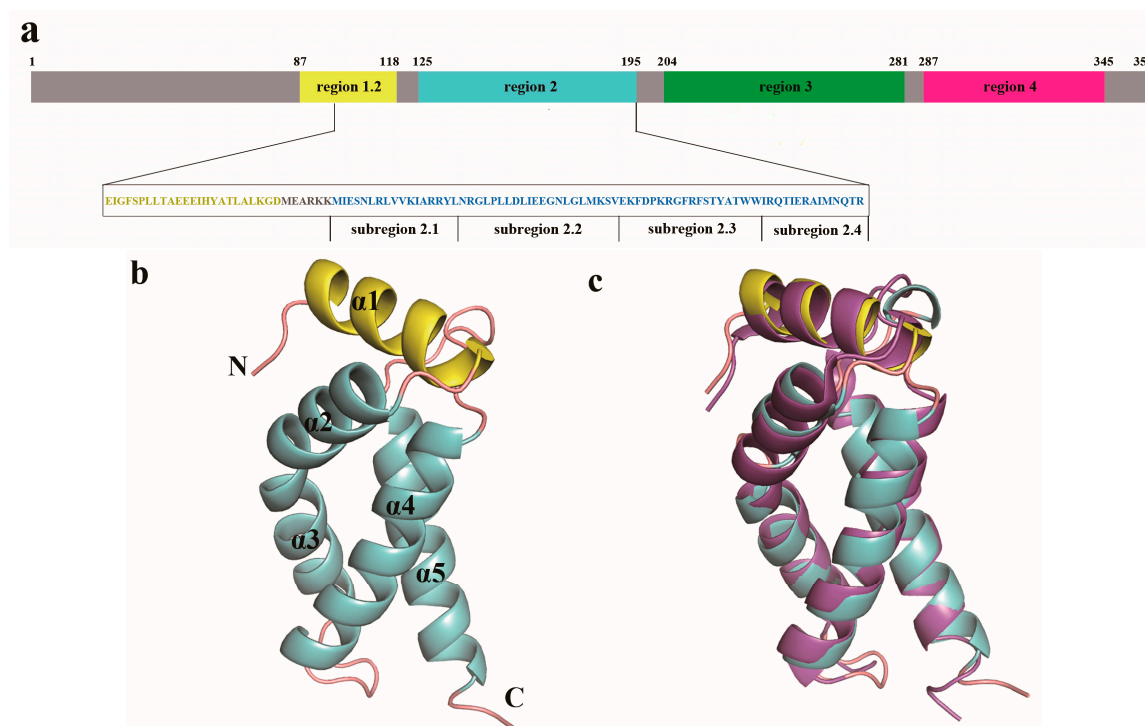 a
1 87 118 125 195 204 281 287 345 35
region 1.2 region 2 region 3 region 4
EIGFSPLLTAEEEIHYATLALKGDMEARKKMIESNLRLVVKIARRYLNRGLPLLDLIEEGNLGLMKSVEKFDPKRGFRFSTYATWWIRQTIERAIMNQTR
subregion 2.1 subregion 2.2 subregion 2.3 subregion 2.4
b c
α1
N
α2
α4
α3
α5
C